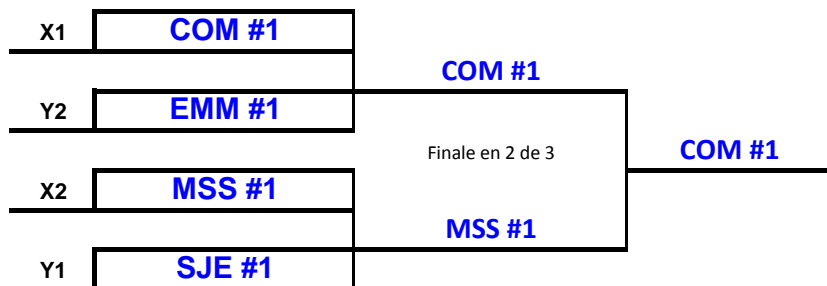 X1 COM #1
COM #1
Y2 EMM #1
Finale en 2 de 3
COM #1
X2 MSS #1
MSS #1
Y1 SJE #1